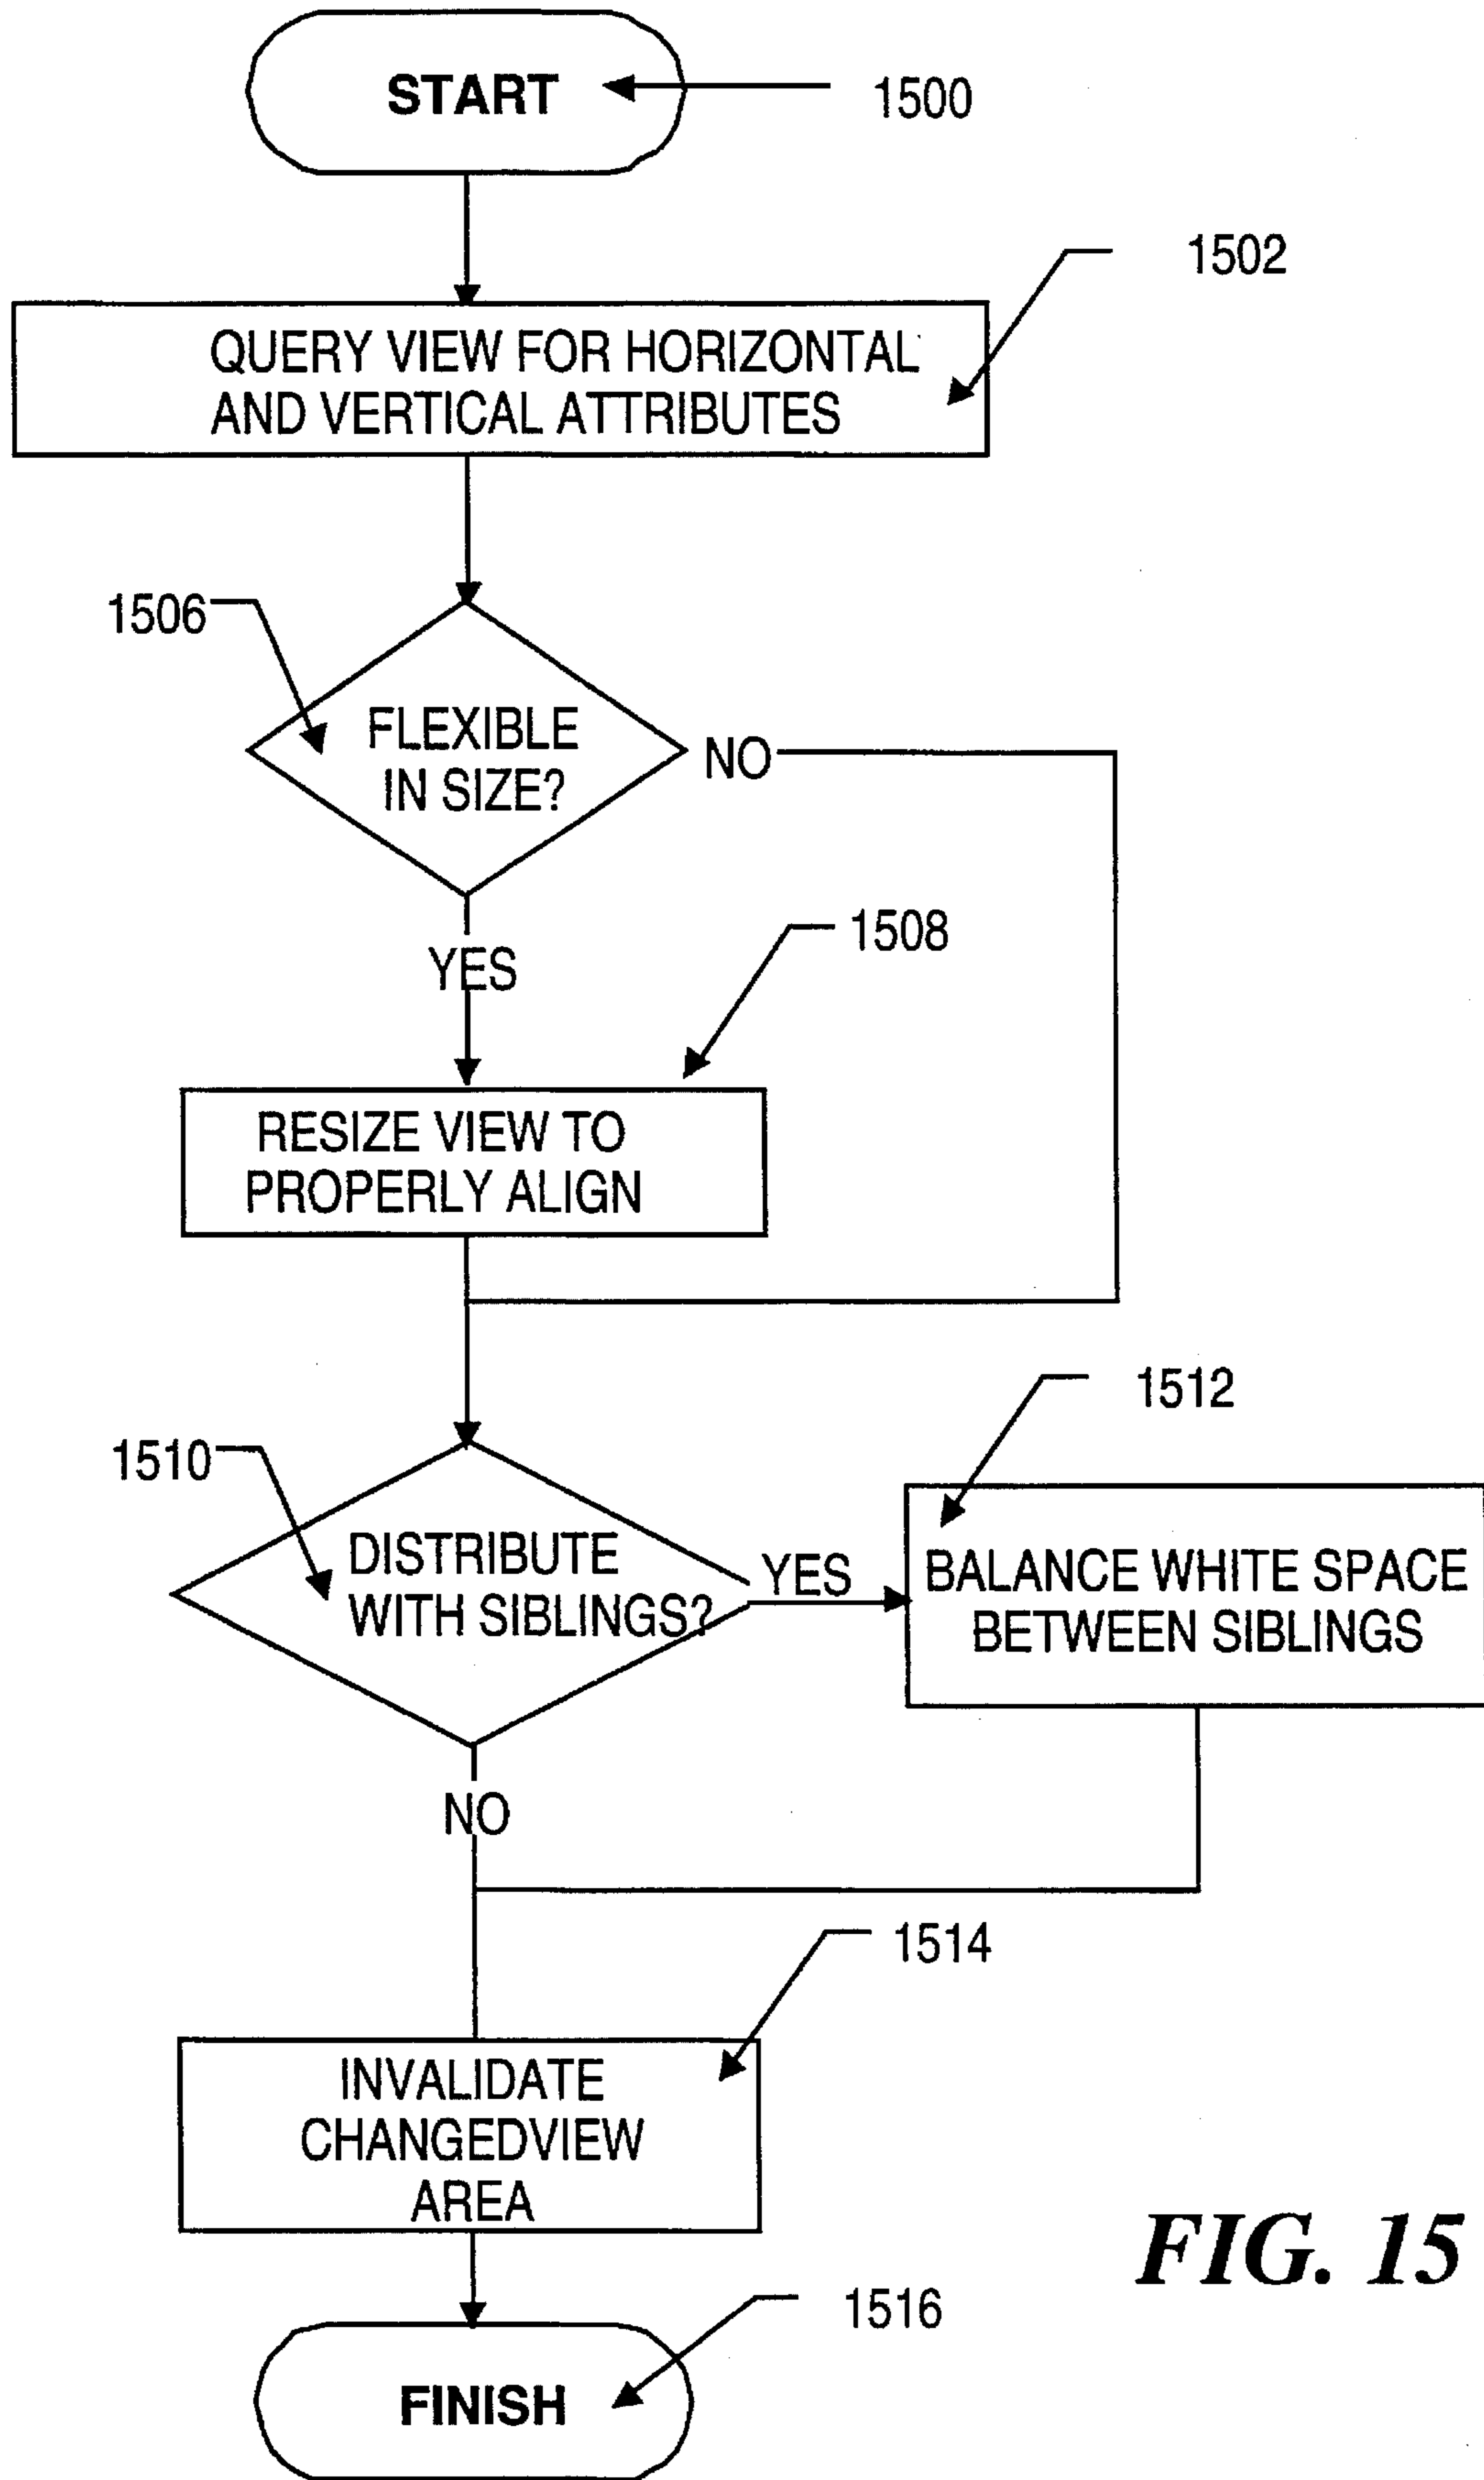 START
1500
1502
QUERY VIEW FOR HORIZONTAL
AND VERTICAL ATTRIBUTES
1506
FLEXIBLE
IN SIZE?
NO
YES
1508
RESIZE VIEW TO
PROPERLY ALIGN
1510
DISTRIBUTE
WITH SIBLINGS?
YES
1512
BALANCE WHITE SPACE
BETWEEN SIBLINGS
NO
1514
INVALIDATE
CHANGEDVIEW
AREA
1516
FINISH
FIG. 15